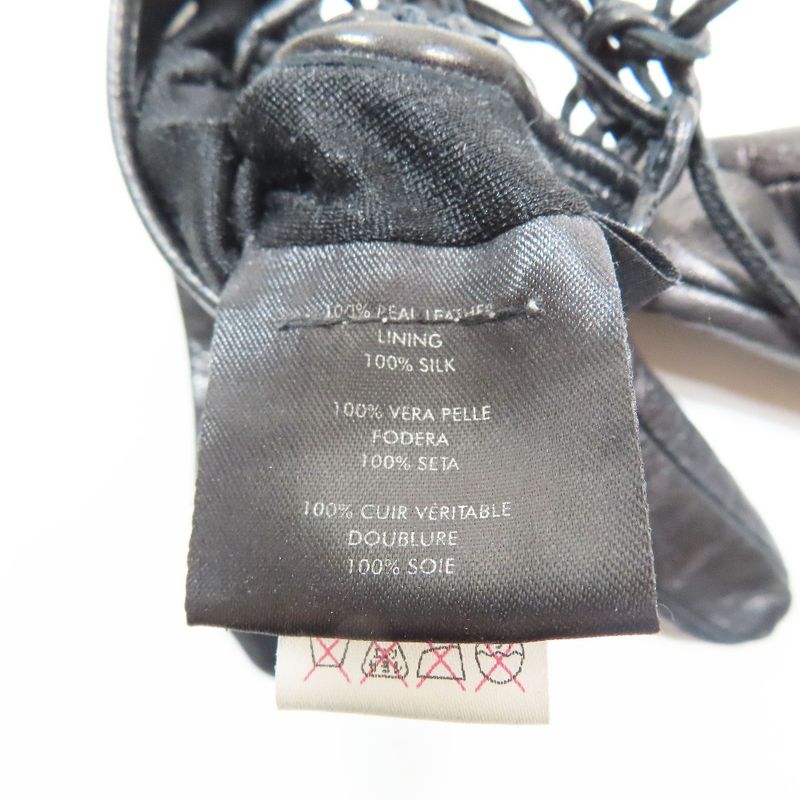 100% REAL LEATHER
LINING
100% SILK
100% VERA PELLE
FODERA
100% SETA
100% CUIR VÉRITABLE
DOUBLURE
100% SOIE